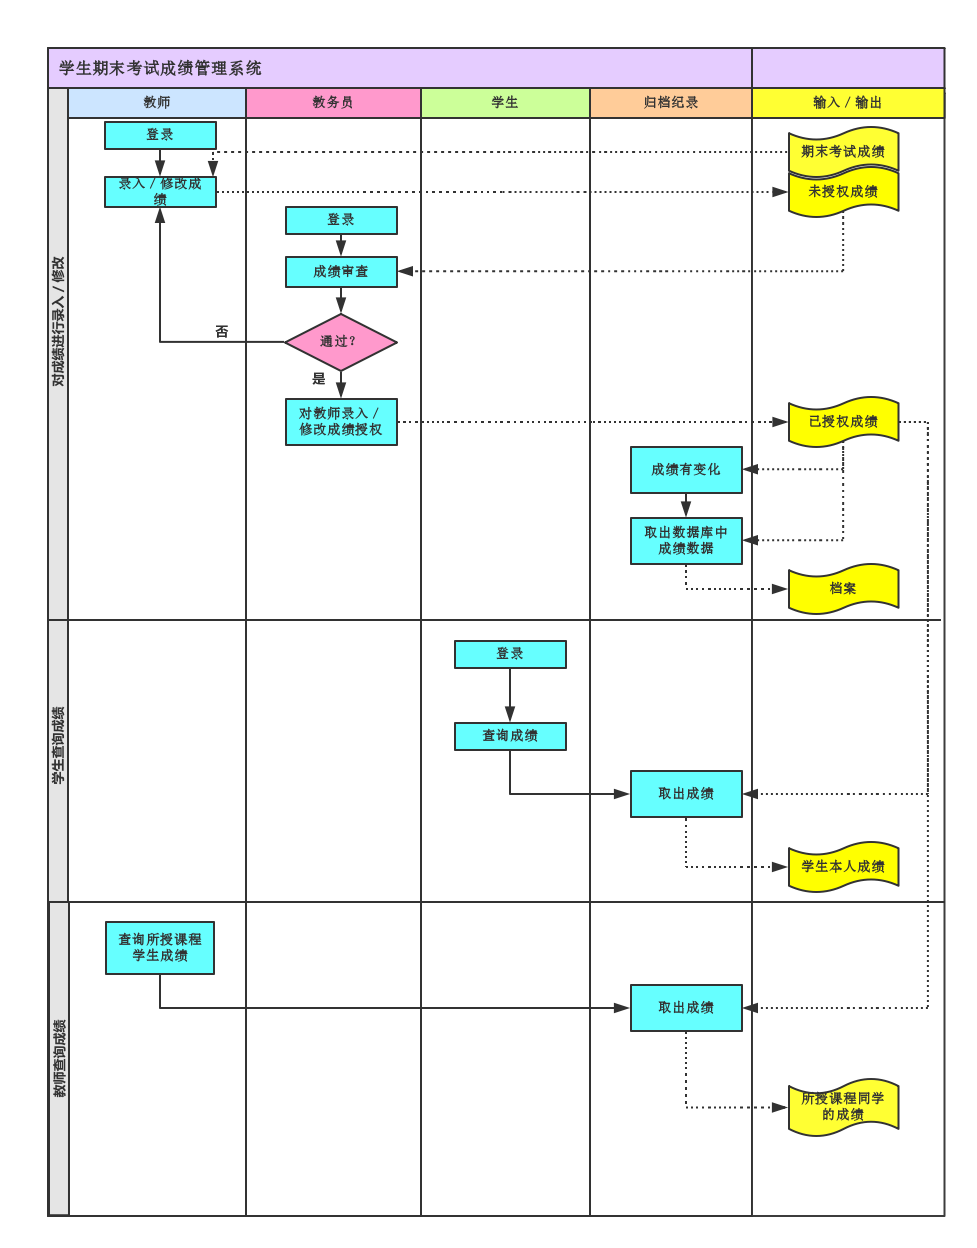 学生期末考试成绩管理系统
教师
教务员
学生
归档纪录
输入 / 输出
对成绩进行录入 / 修改
登录
期末考试成绩
录入 / 修改成
绩
未授权成绩
登录
成绩审查
否
通过？
是
对教师录入 /
修改成绩授权
已授权成绩
成绩有变化
取出数据库中
成绩数据
档案
学生查询成绩
登录
查询成绩
取出成绩
学生本人成绩
教师查询成绩
查询所授课程
学生成绩
取出成绩
所授课程同学
的成绩